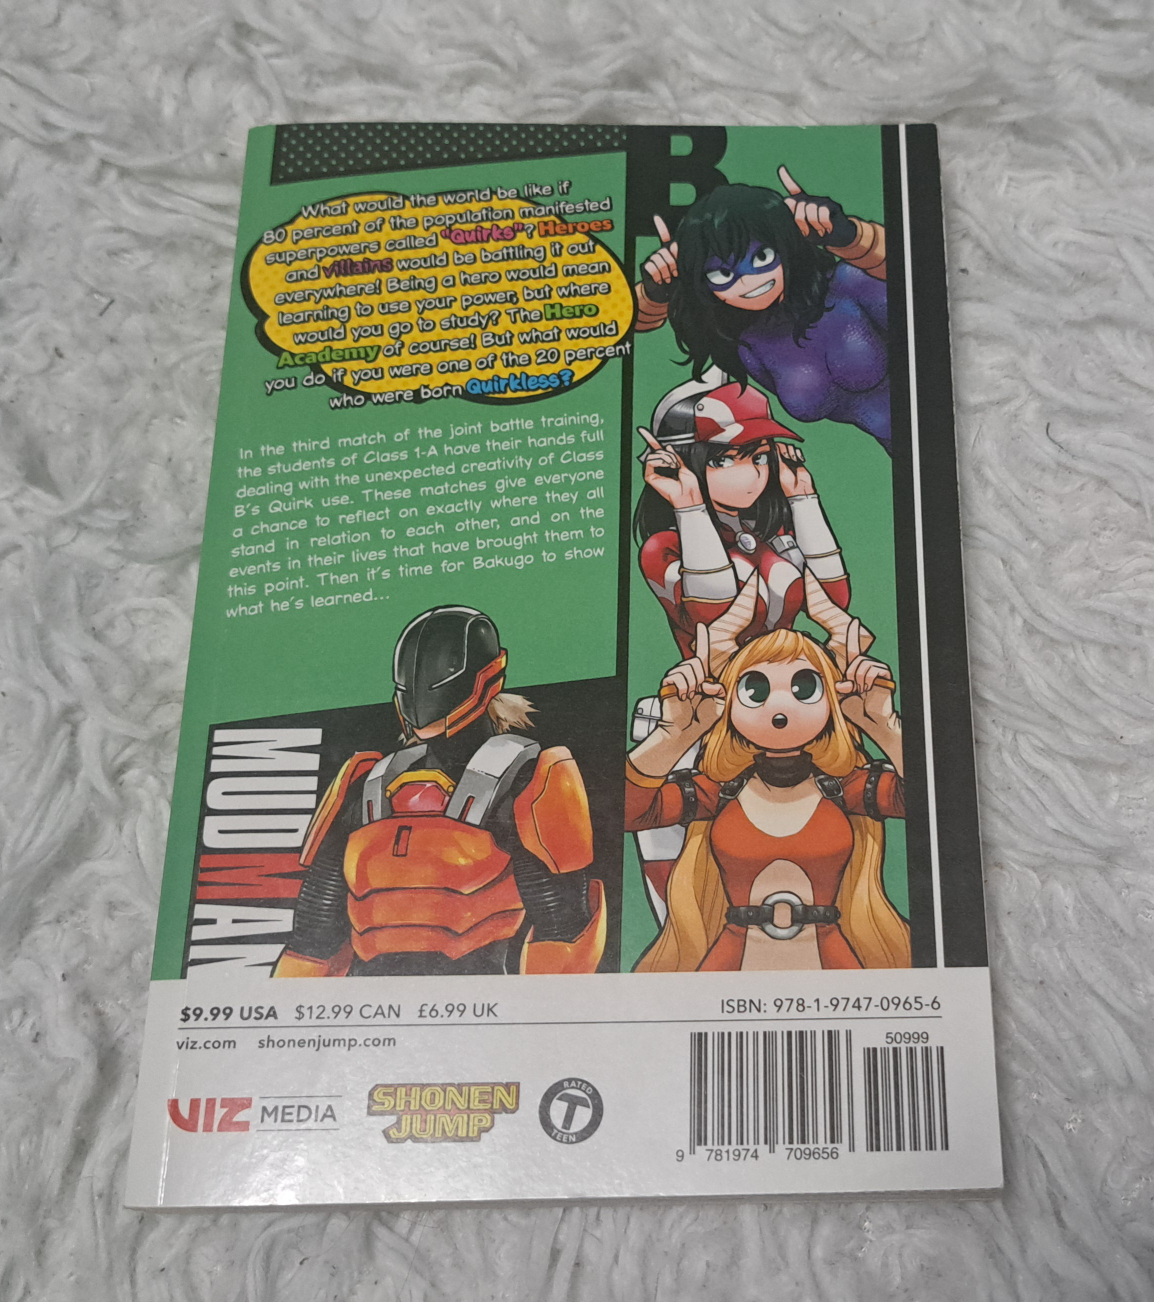 B
What would the world be like if
80 percent of the population manifested
superpowers called "Quirks"? Heroes
and villains would be battling it out
everywhere! Being a hero would mean
learning to use your power, but where
would you go to study? The Hero
Academy of course! But what would
you do if you were one of the 20 percent
who were born Quirkless?
In the third match of the joint battle training,
the students of Class 1-A have their hands full
dealing with the unexpected creativity of Class
B's Quirk use. These matches give everyone
a chance to reflect on exactly where they all
stand in relation to each other, and on the
events in their lives that have brought them to
this point. Then it's time for Bakugo to show
what he's learned...
MUDMAN
$9.99 USA $12.99 CAN £6.99 UK
ISBN: 978-1-9747-0965-6
viz.com shonenjump.com
50999
VIZ MEDIA
SHONEN
JUMP
RATED
T
TEEN
9 781974 709656